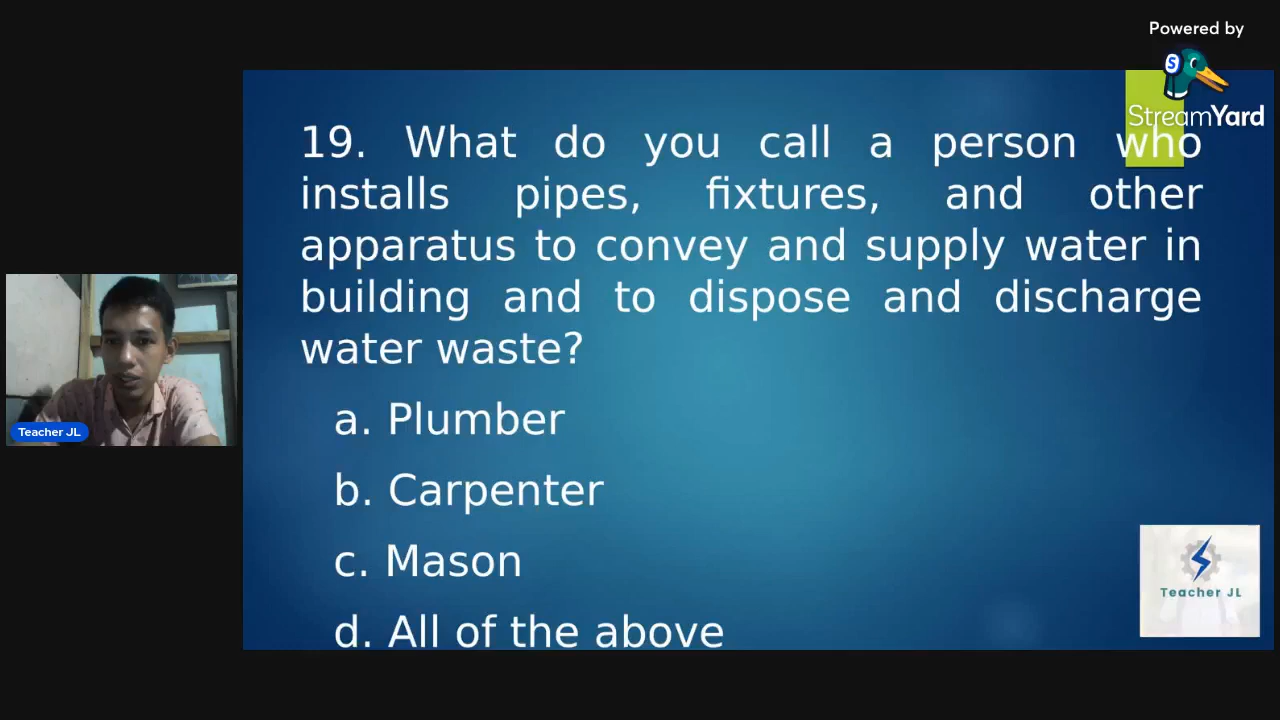 Powered by
StreamYard
19. What do you call a person who
installs pipes, fixtures, and other
apparatus to convey and supply water in
building and to dispose and discharge
water waste?
a. Plumber
b. Carpenter
c. Mason
d. All of the above
Teacher JL
Teacher JL